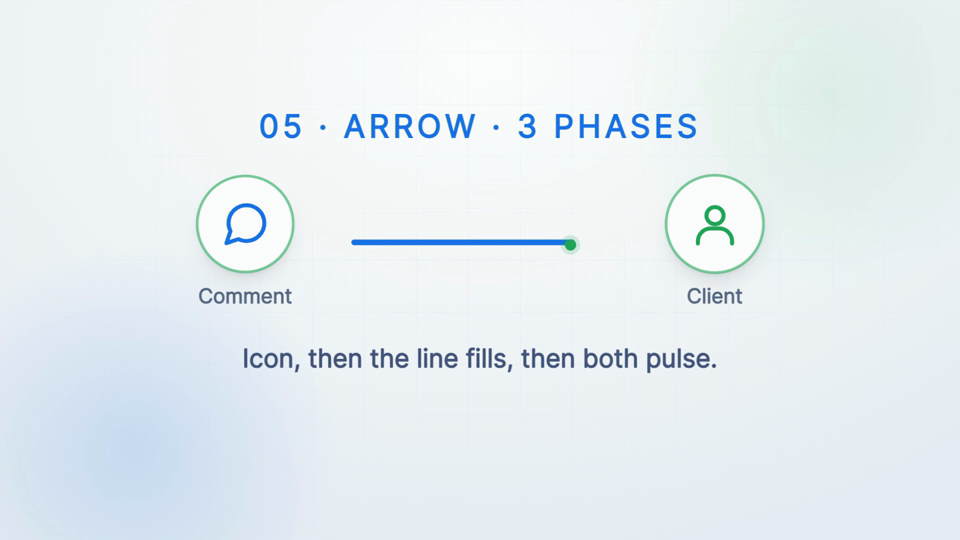 05 · ARROW · 3 PHASES
Comment
Client
Icon, then the line fills, then both pulse.